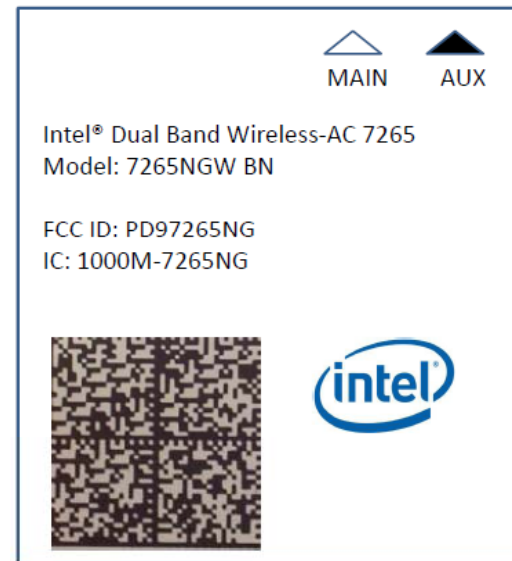 MAIN AUX
Intel® Dual Band Wireless-AC 7265
Model: 7265NGW BN
FCC ID: PD97265NG
IC: 1000M-7265NG
intel®